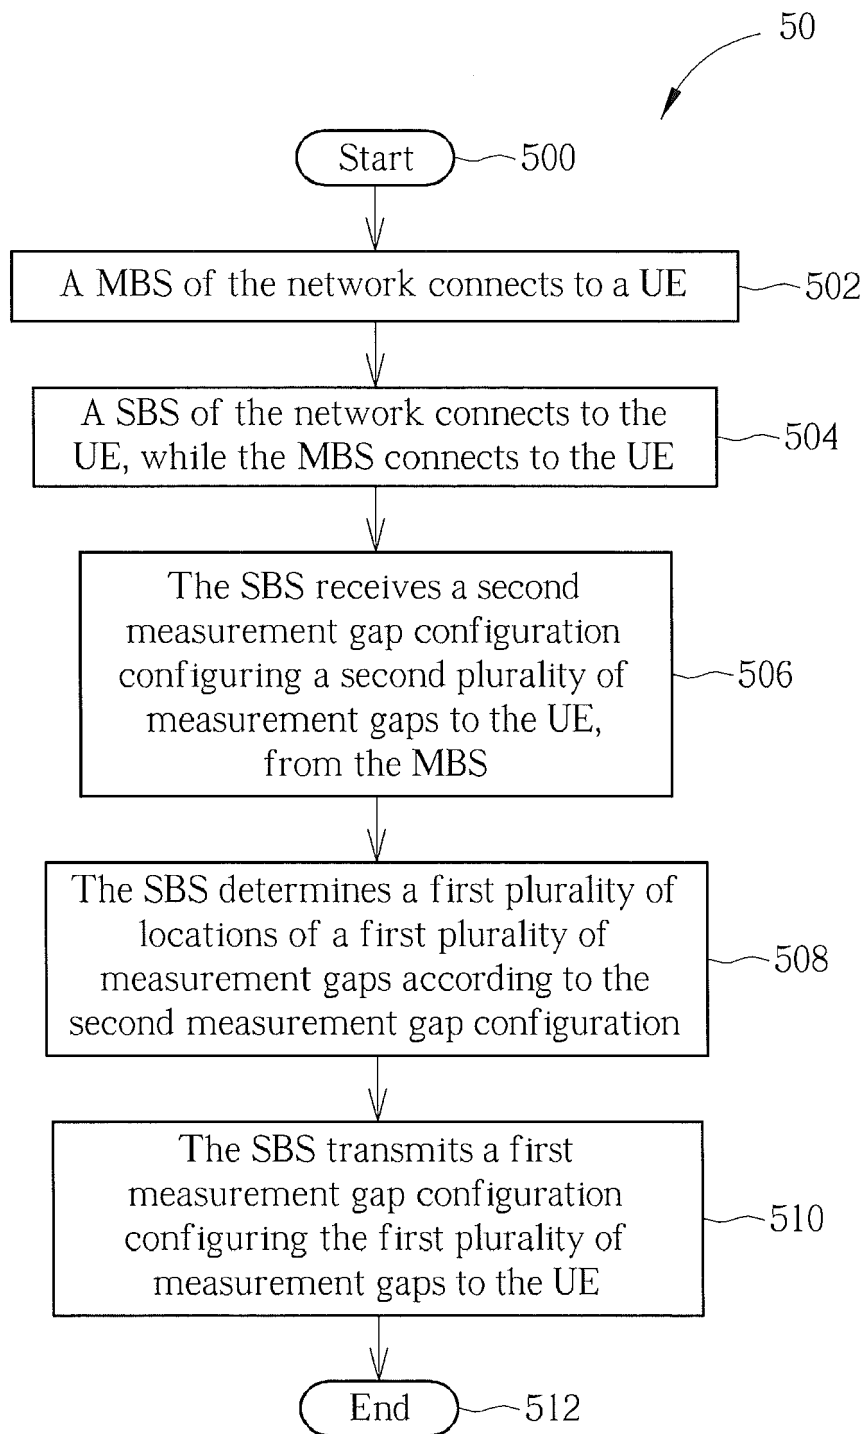 50
Start
500
A MBS of the network connects to a UE
502
A SBS of the network connects to the
UE, while the MBS connects to the UE
504
The SBS receives a second
measurement gap configuration
configuring a second plurality of
measurement gaps to the UE,
from the MBS
506
The SBS determines a first plurality of
locations of a first plurality of
measurement gaps according to the
second measurement gap configuration
508
The SBS transmits a first
measurement gap configuration
configuring the first plurality of
measurement gaps to the UE
510
End
512